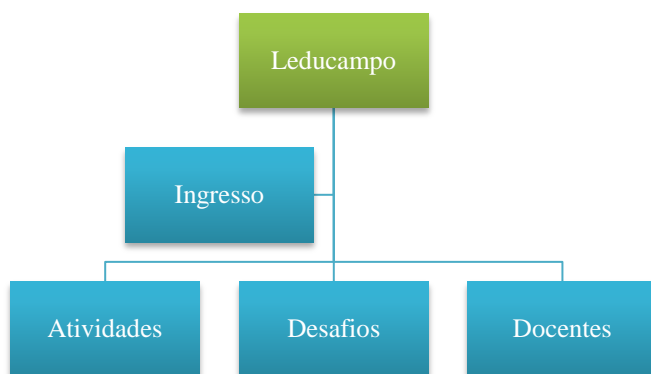 Leducampo
Ingresso
Atividades
Desafios
Docentes